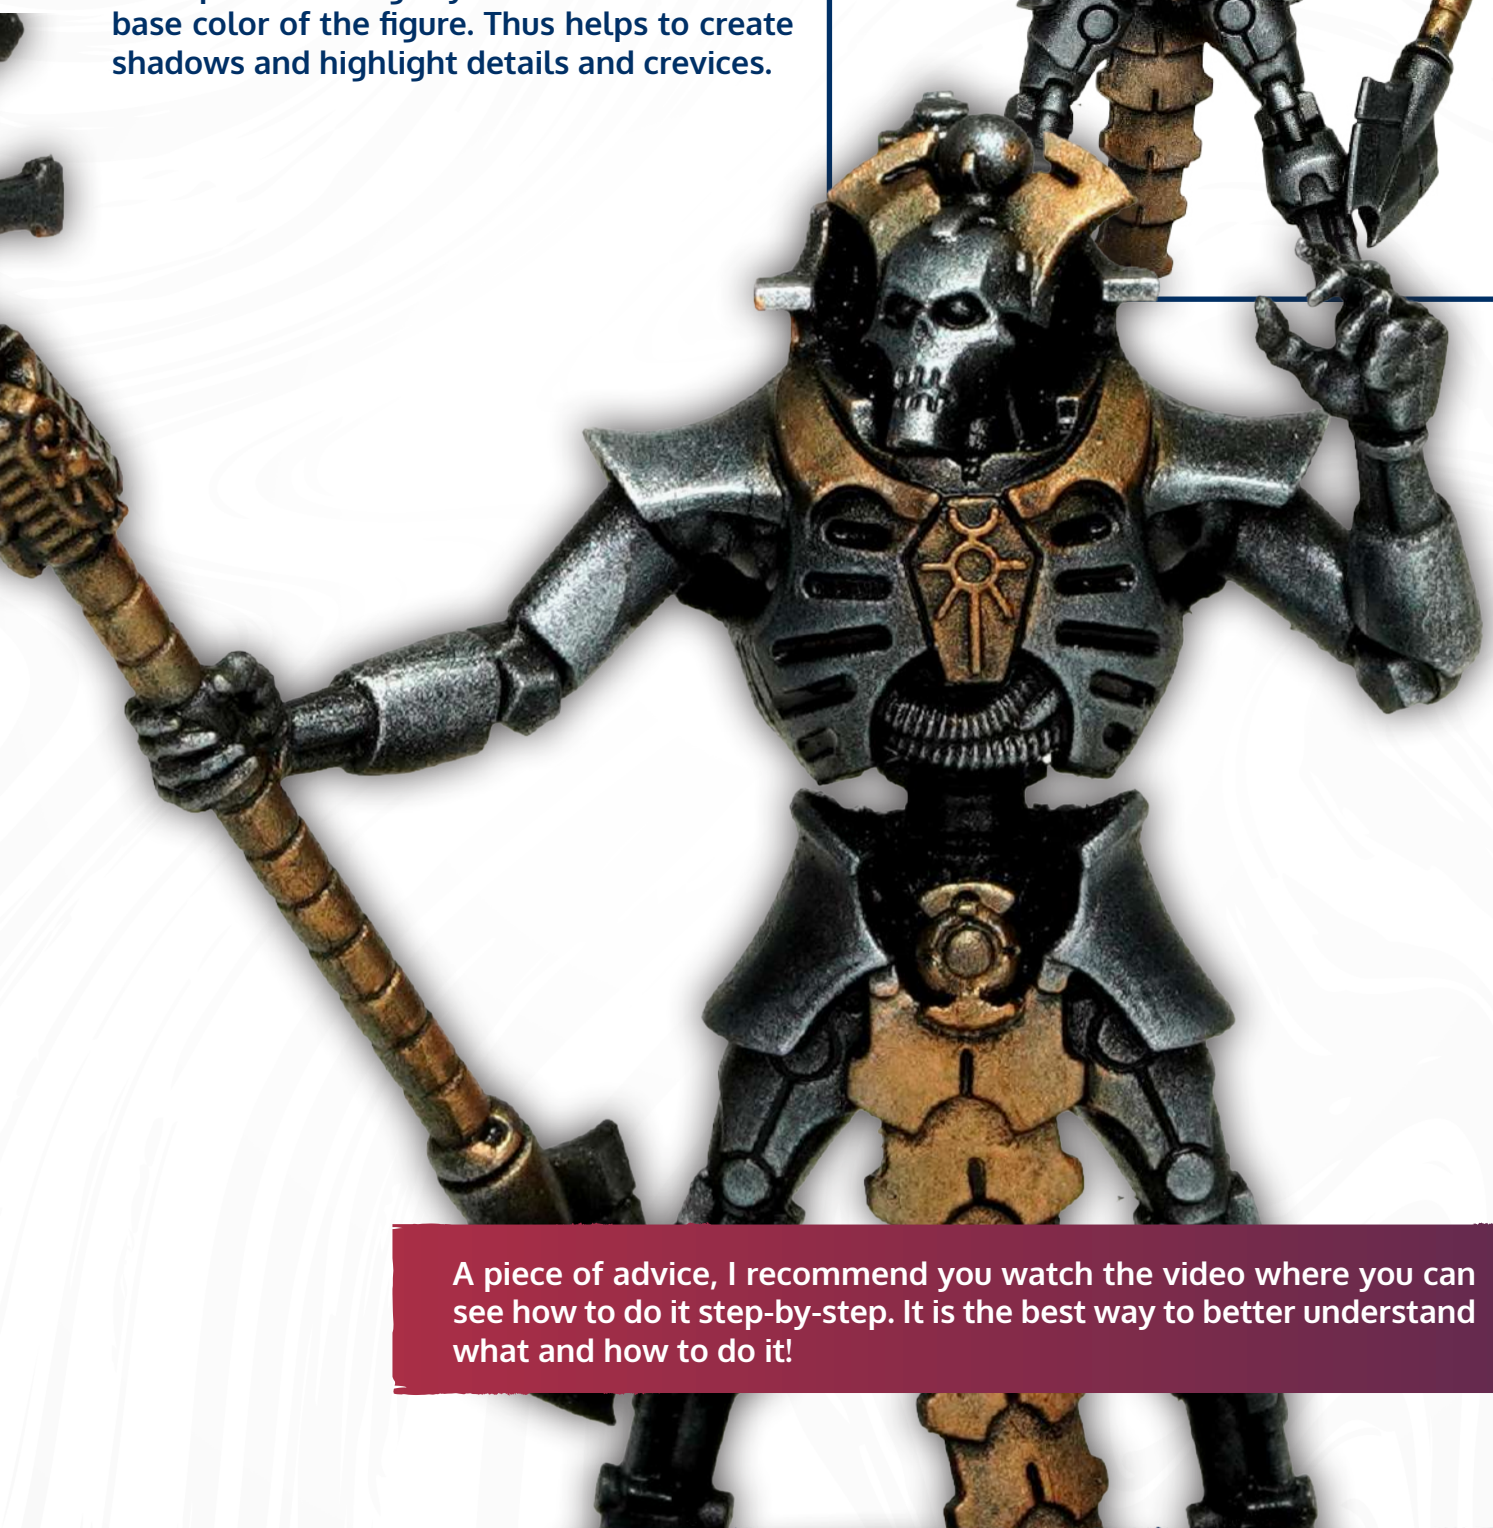 base color of the figure. Thus helps to create
shadows and highlight details and crevices.
A piece of advice, I recommend you watch the video where you can
see how to do it step-by-step. It is the best way to better understand
what and how to do it!